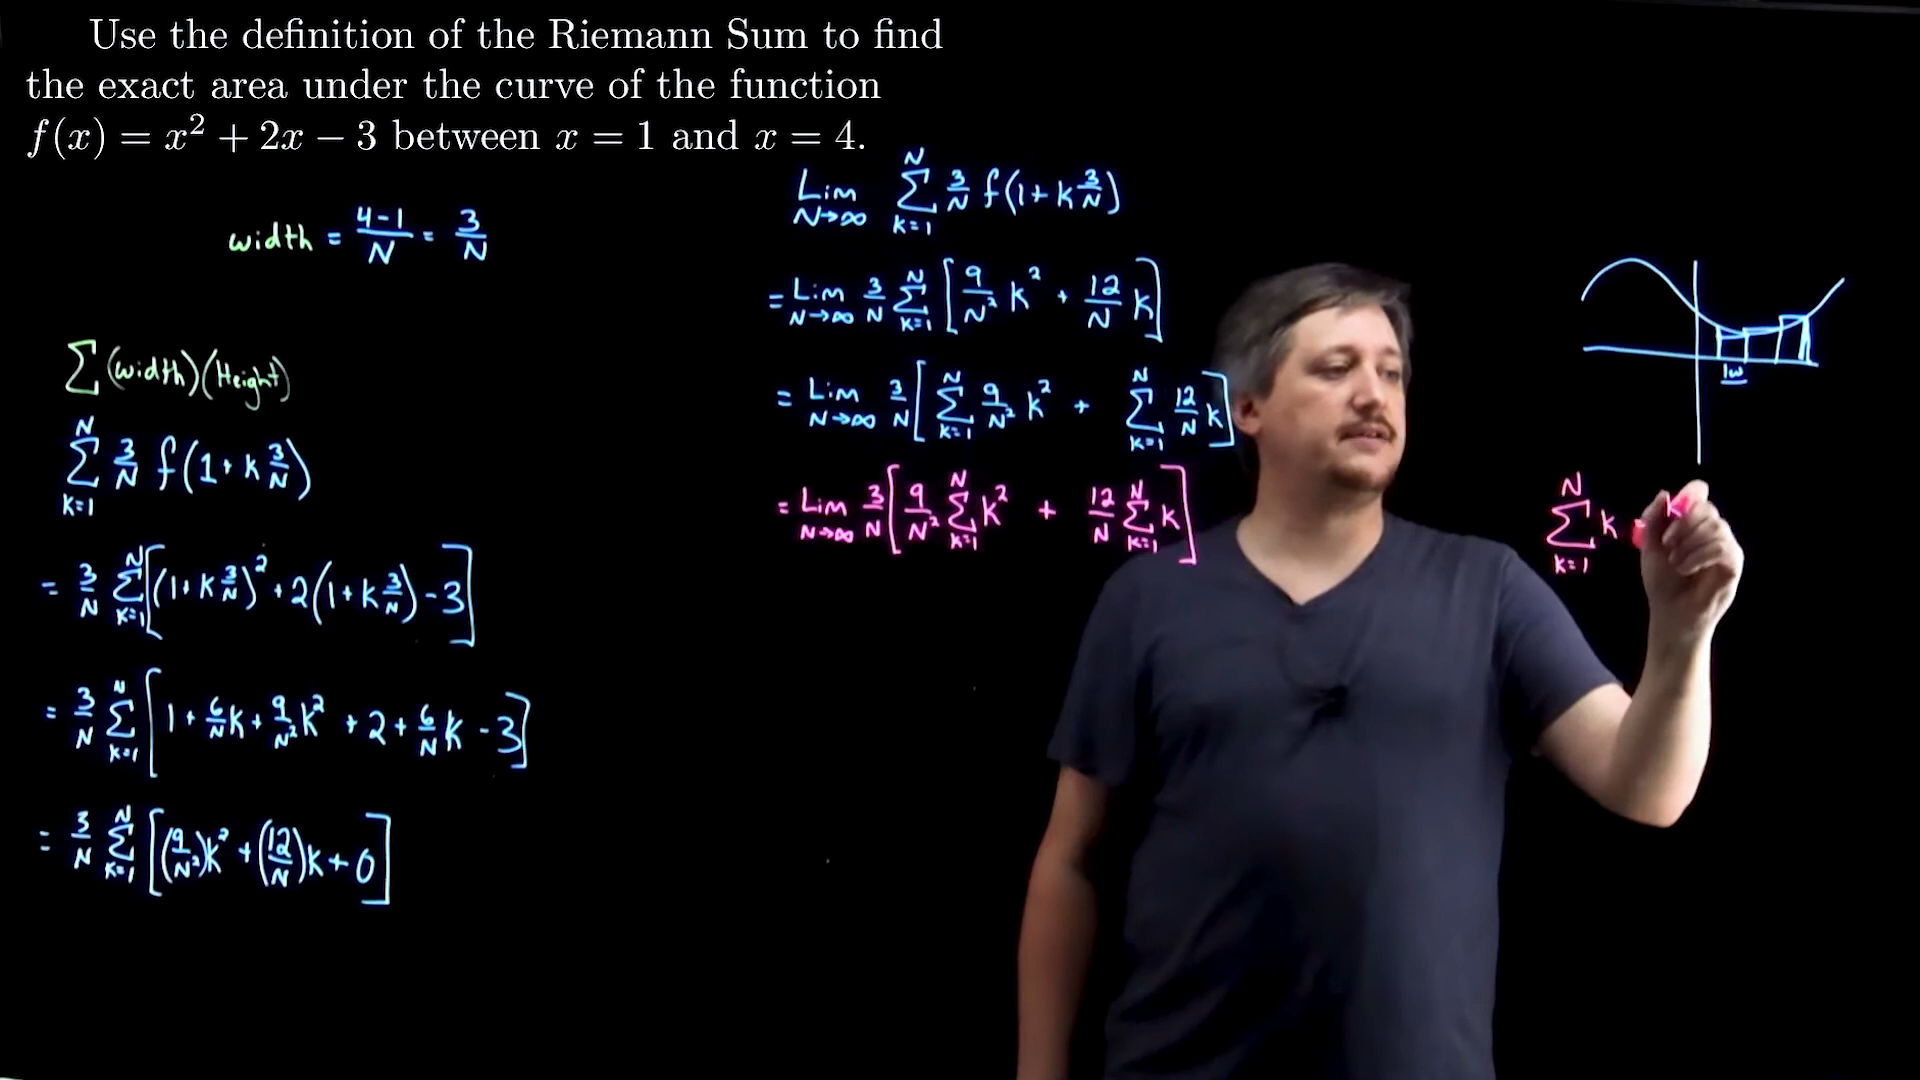 Use the definition of the Riemann Sum to find
the exact area under the curve of the function
f(x) = x² + 2x − 3 between x = 1 and x = 4.
width = (4-1)/N = 3/N
Σ (width)(Height)
Σ_{k=1}^{N} 3/N f(1+k 3/N)
= 3/N Σ_{k=1}^{N} [(1+k 3/N)² + 2(1+k 3/N) - 3]
= 3/N Σ_{k=1}^{N} [1 + 6/N k + 9/N² k² + 2 + 6/N k - 3]
= 3/N Σ_{k=1}^{N} [(9/N²)k² + (12/N)k + 0]
Lim_{N→∞} Σ_{k=1}^{N} 3/N f(1+k 3/N)
= Lim_{N→∞} 3/N Σ_{k=1}^{N} [9/N² k² + 12/N k]
= Lim_{N→∞} 3/N [Σ_{k=1}^{N} 9/N² k² + Σ_{k=1}^{N} 12/N k]
= Lim_{N→∞} 3/N [9/N² Σ_{k=1}^{N} k² + 12/N Σ_{k=1}^{N} k]
Σ_{k=1}^{N} k = k